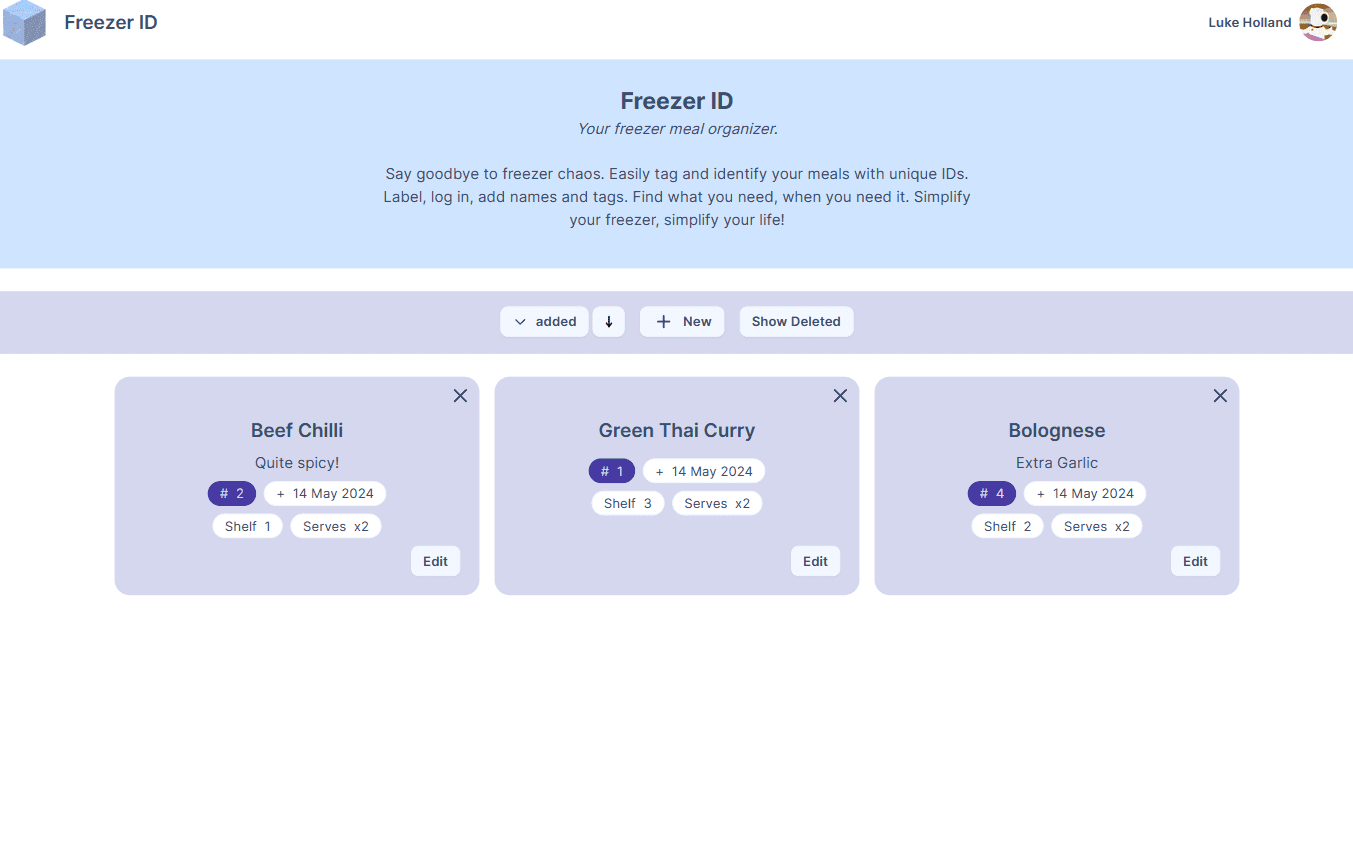 Freezer ID
Luke Holland
Freezer ID
Your freezer meal organizer.
Say goodbye to freezer chaos. Easily tag and identify your meals with unique IDs.
Label, log in, add names and tags. Find what you need, when you need it. Simplify
your freezer, simplify your life!
added ↓ + New Show Deleted
Beef Chilli
Quite spicy!
# 2 + 14 May 2024
Shelf 1 Serves x2
Edit
Green Thai Curry
# 1 + 14 May 2024
Shelf 3 Serves x2
Edit
Bolognese
Extra Garlic
# 4 + 14 May 2024
Shelf 2 Serves x2
Edit